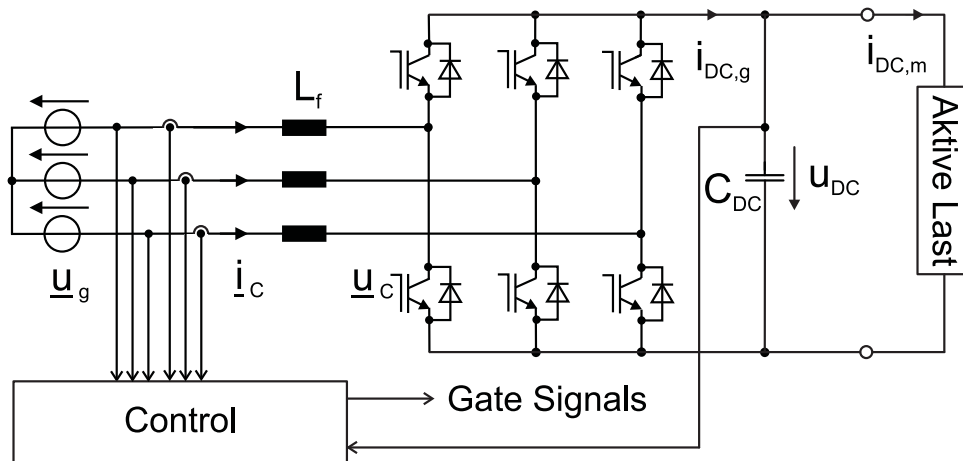 L_f
i_DC,g
i_DC,m
Aktive Last
C_DC
u_DC
u_g
i_C
u_C
Gate Signals
Control